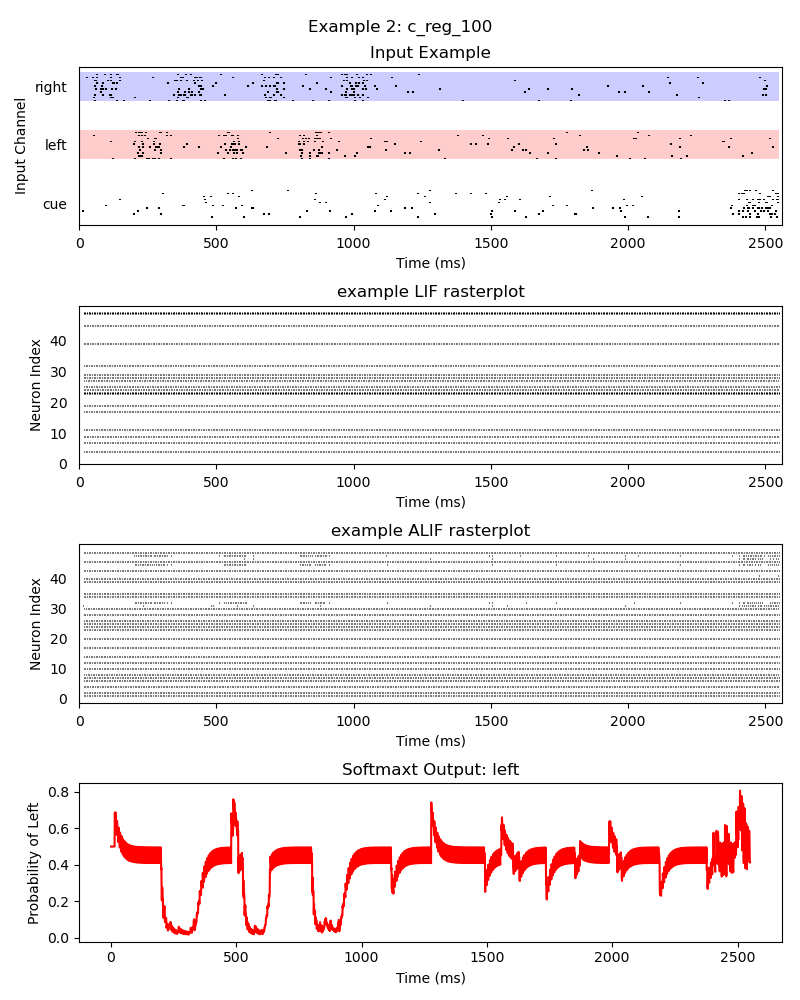 Example 2: c_reg_100
Input Example
Input Channel
right
left
cue
0 500 1000 1500 2000 2500
Time (ms)
example LIF rasterplot
Neuron Index
40
30
20
10
0
0 500 1000 1500 2000 2500
Time (ms)
example ALIF rasterplot
Neuron Index
40
30
20
10
0
0 500 1000 1500 2000 2500
Time (ms)
Softmaxt Output: left
Probability of Left
0.8
0.6
0.4
0.2
0.0
0 500 1000 1500 2000 2500
Time (ms)